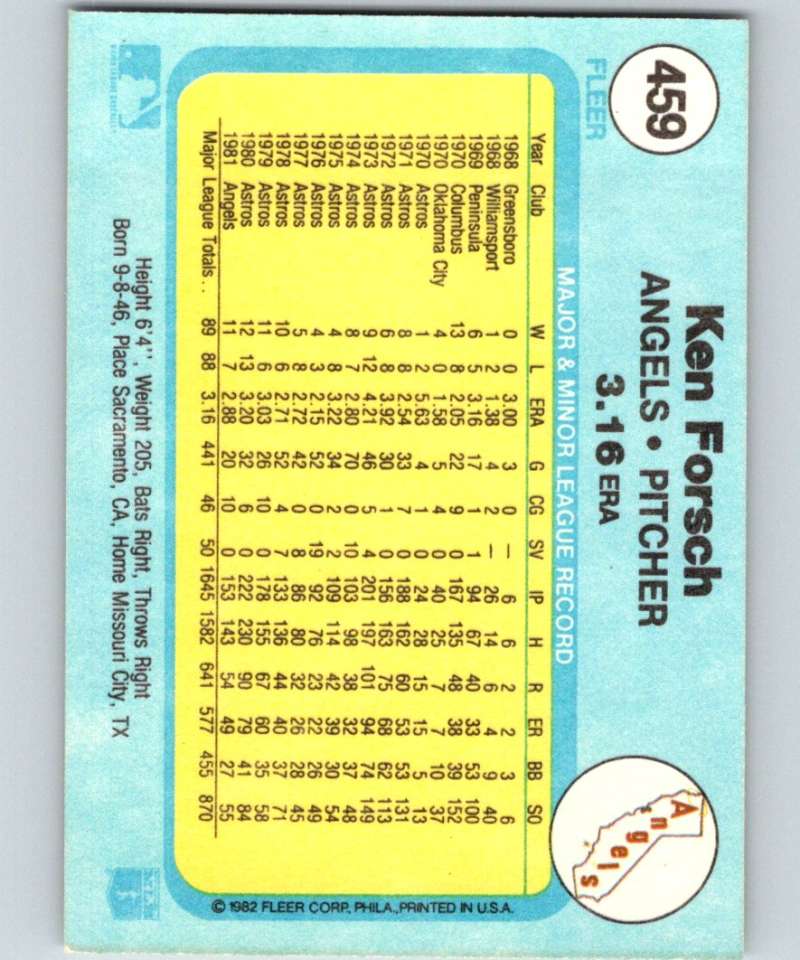 459
FLEER
Ken Forsch
ANGELS • PITCHER
3.16 ERA
Angels
MAJOR & MINOR LEAGUE RECORD
Year Club W L ERA G CG SV IP H R ER BB SO
1968 Greensboro 0 0 3.00 3 0 — 6 6 2 2 3 6
1968 Williamsport 1 2 1.38 4 2 — 26 14 6 4 9 40
1969 Peninsula 6 5 3.16 17 1 1 94 67 40 33 53 100
1970 Columbus 13 8 2.05 22 9 0 167 135 48 38 39 152
1970 Oklahoma City 4 0 1.58 5 4 0 40 25 7 7 10 37
1970 Astros 1 2 5.63 4 1 0 24 28 15 15 5 13
1971 Astros 8 8 2.54 33 7 0 188 162 60 53 53 131
1972 Astros 6 8 3.92 30 1 0 156 163 75 68 62 113
1973 Astros 9 12 4.21 46 5 4 201 197 101 94 74 149
1974 Astros 8 7 2.80 70 0 10 103 98 38 32 37 48
1975 Astros 4 8 3.22 34 2 2 109 114 42 39 30 54
1976 Astros 4 3 2.15 52 0 19 92 76 23 22 26 49
1977 Astros 5 8 2.72 42 0 8 86 80 32 26 28 45
1978 Astros 10 6 2.71 52 4 7 133 136 44 40 37 71
1979 Astros 11 6 3.03 26 10 0 178 155 67 60 35 58
1980 Astros 12 13 3.20 32 6 0 222 230 90 79 41 84
1981 Angels 11 7 2.88 20 10 0 153 143 54 49 27 55
Major League Totals . . 89 88 3.16 441 46 50 1645 1582 641 577 455 870
© 1982 FLEER CORP., PHILA., PRINTED IN U.S.A.
Height 6'4", Weight 205, Bats Right, Throws Right
Born 9-8-46, Place Sacramento, CA, Home Missouri City, TX